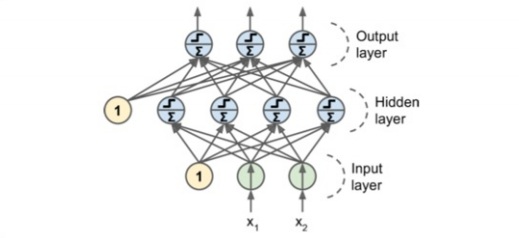 Σ Σ Σ
Output
layer
1 Σ Σ Σ Σ
Hidden
layer
1
Input
layer
x1 x2